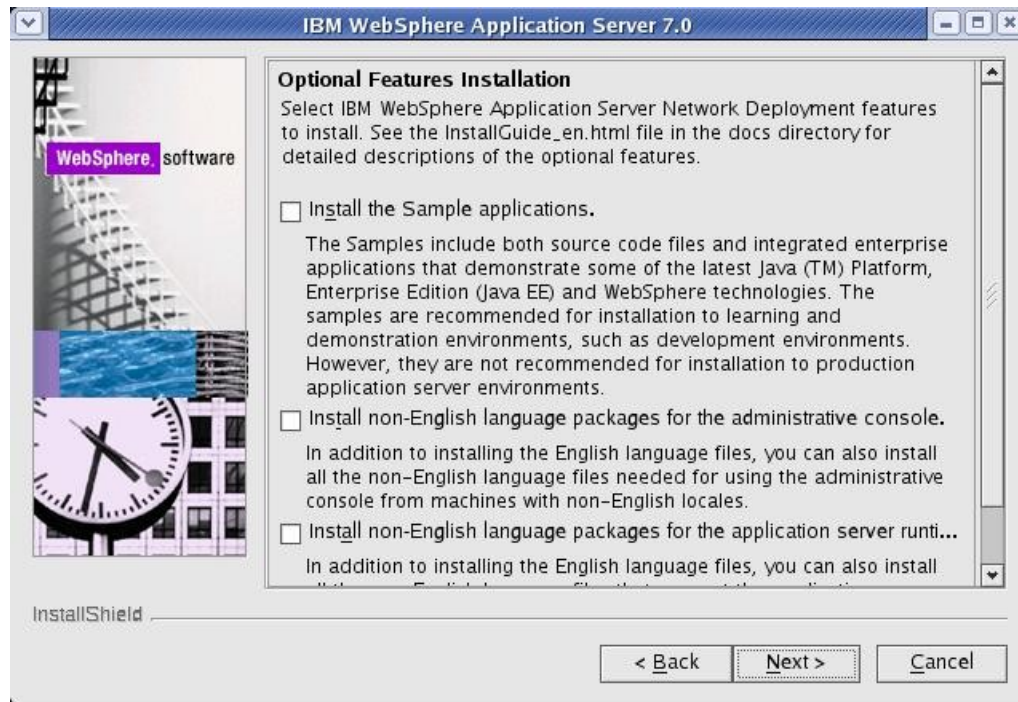 IBM WebSphere Application Server 7.0
WebSphere. software
Optional Features Installation
Select IBM WebSphere Application Server Network Deployment features
to install. See the InstallGuide_en.html file in the docs directory for
detailed descriptions of the optional features.
Install the Sample applications.
The Samples include both source code files and integrated enterprise
applications that demonstrate some of the latest Java (TM) Platform,
Enterprise Edition (Java EE) and WebSphere technologies. The
samples are recommended for installation to learning and
demonstration environments, such as development environments.
However, they are not recommended for installation to production
application server environments.
Install non-English language packages for the administrative console.
In addition to installing the English language files, you can also install
all the non-English language files needed for using the administrative
console from machines with non-English locales.
Install non-English language packages for the application server runti...
In addition to installing the English language files, you can also install
InstallShield
< Back
Next >
Cancel